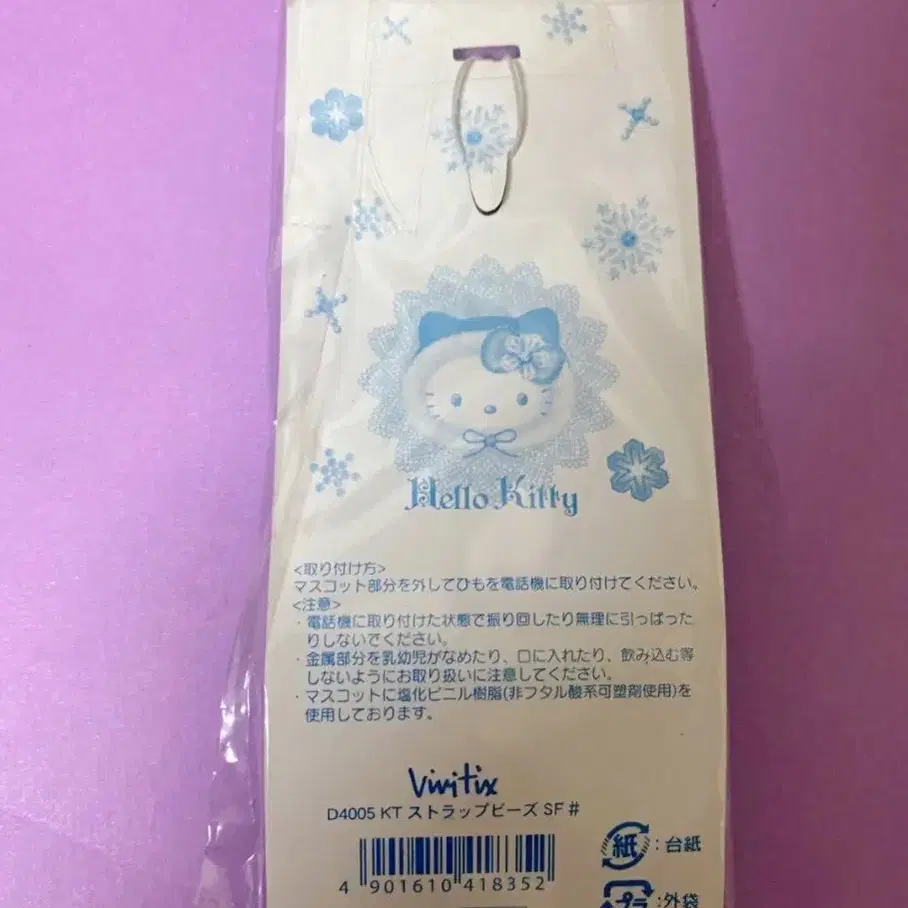 Hello Kitty
<取り付け方>
マスコット部分を外してひもを電話機に取り付けてください。
<注意>
・電話機に取り付けた状態で振り回したり無理に引っぱった
りしないでください。
・金属部分を乳幼児がなめたり、口に入れたり、飲み込む等
しないようにお取り扱いに注意してください。
・マスコットに塩化ビニル樹脂(非フタル酸系可塑剤使用)を
使用しております。
Vivitix
D4005 KT ストラップビーズ SF #
紙 : 台紙
4 901610 418352
プラ : 外袋